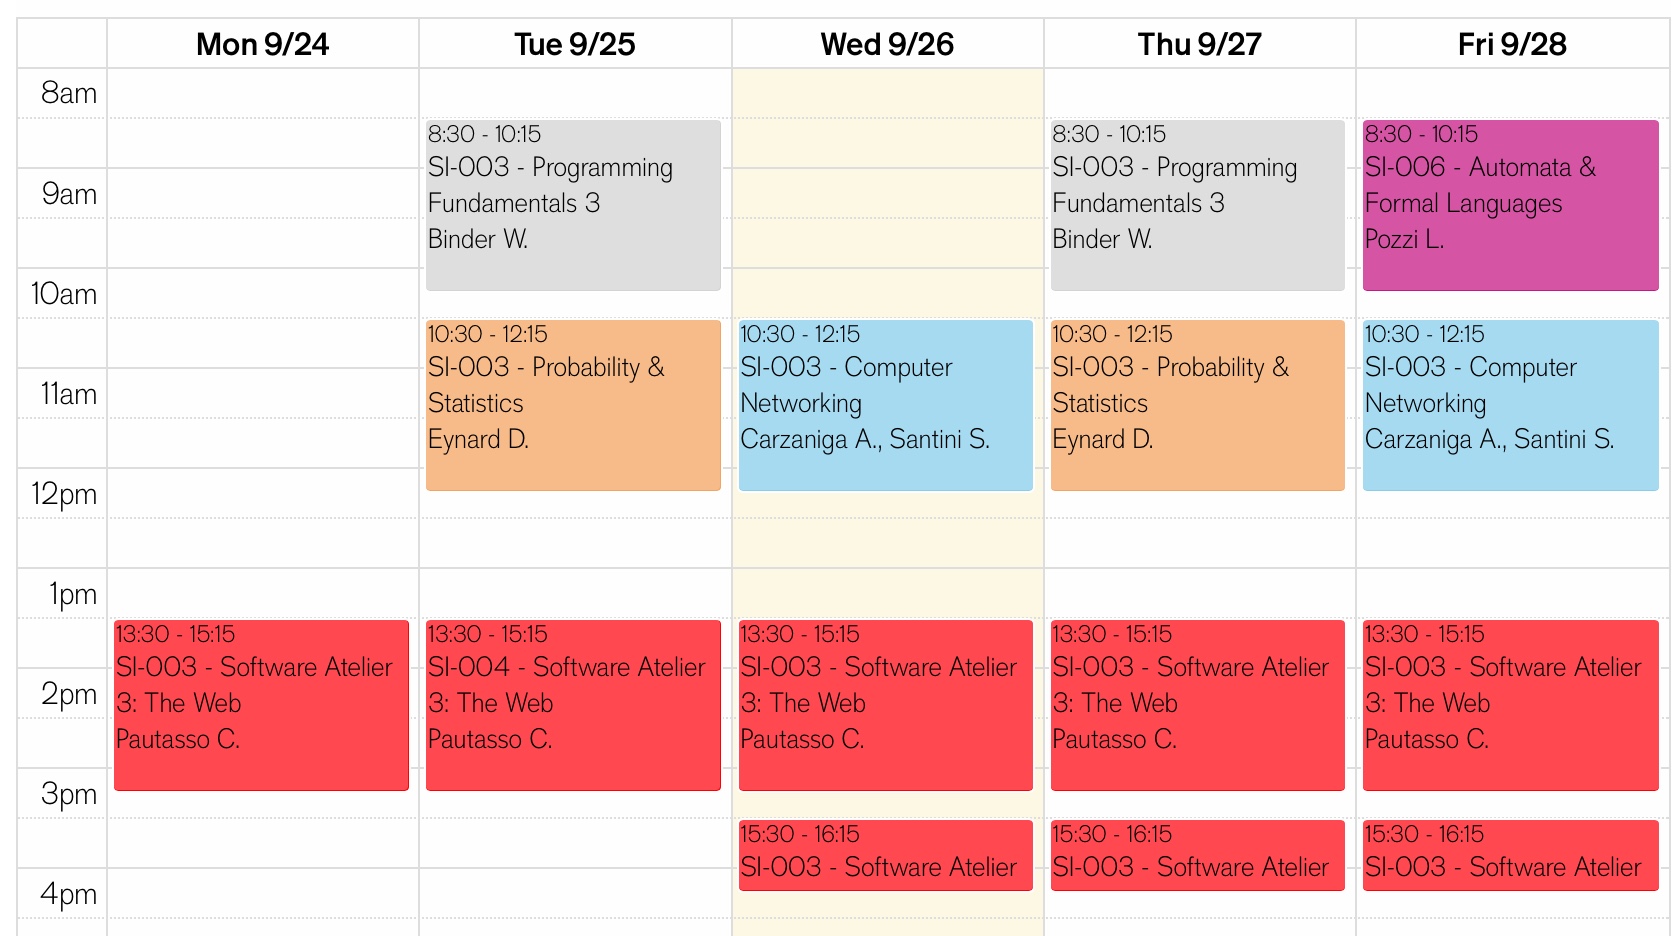 Mon 9/24
Tue 9/25
Wed 9/26
Thu 9/27
Fri 9/28
8am
8:30 - 10:15
SI-003 - Programming
Fundamentals 3
Binder W.
8:30 - 10:15
SI-003 - Programming
Fundamentals 3
Binder W.
8:30 - 10:15
SI-006 - Automata &
Formal Languages
Pozzi L.
9am
10am
10:30 - 12:15
SI-003 - Probability &
Statistics
Eynard D.
10:30 - 12:15
SI-003 - Computer
Networking
Carzaniga A., Santini S.
10:30 - 12:15
SI-003 - Probability &
Statistics
Eynard D.
10:30 - 12:15
SI-003 - Computer
Networking
Carzaniga A., Santini S.
11am
12pm
1pm
13:30 - 15:15
SI-003 - Software Atelier
3: The Web
Pautasso C.
13:30 - 15:15
SI-004 - Software Atelier
3: The Web
Pautasso C.
13:30 - 15:15
SI-003 - Software Atelier
3: The Web
Pautasso C.
13:30 - 15:15
SI-003 - Software Atelier
3: The Web
Pautasso C.
13:30 - 15:15
SI-003 - Software Atelier
3: The Web
Pautasso C.
2pm
3pm
15:30 - 16:15
SI-003 - Software Atelier
15:30 - 16:15
SI-003 - Software Atelier
15:30 - 16:15
SI-003 - Software Atelier
4pm